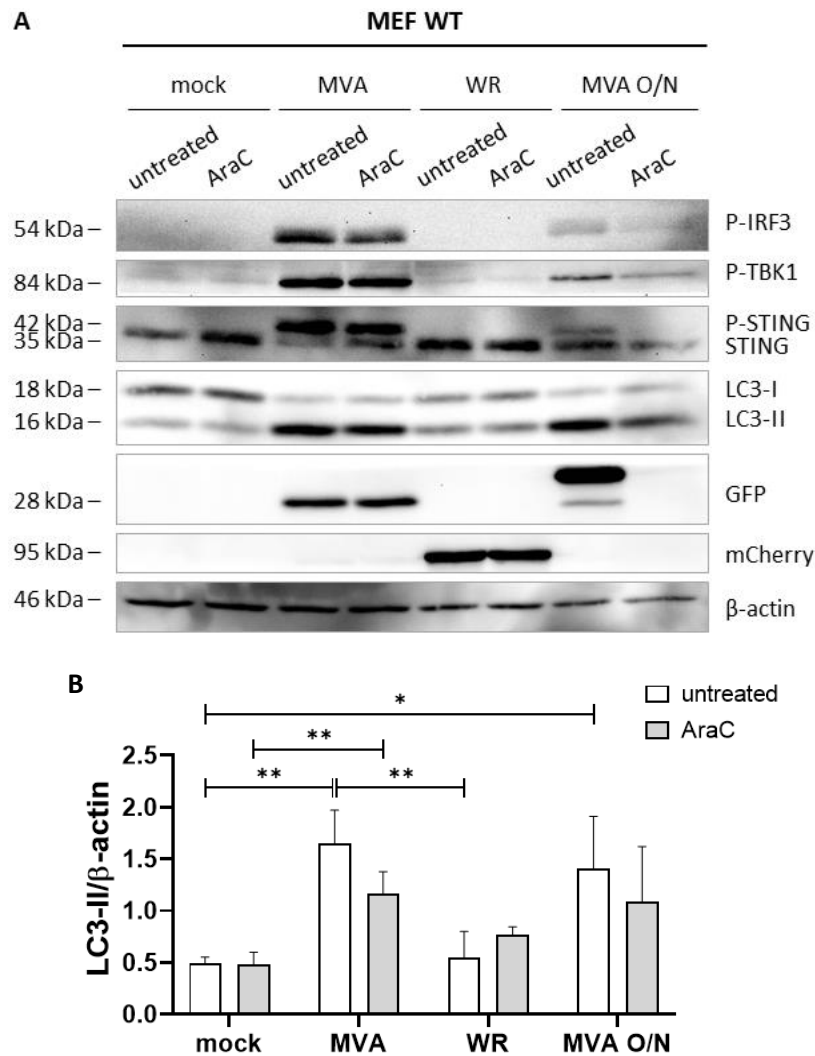 A
MEF WT
mock MVA WR MVA O/N
untreated AraC untreated AraC untreated AraC untreated AraC
54 kDa – P-IRF3
84 kDa – P-TBK1
42 kDa – P-STING
35 kDa – STING
18 kDa – LC3-I
16 kDa – LC3-II
28 kDa – GFP
95 kDa – mCherry
46 kDa – β-actin
B
untreated
AraC
*
**
** **
LC3-II/β-actin
2.5
2.0
1.5
1.0
0.5
0.0
mock MVA WR MVA O/N